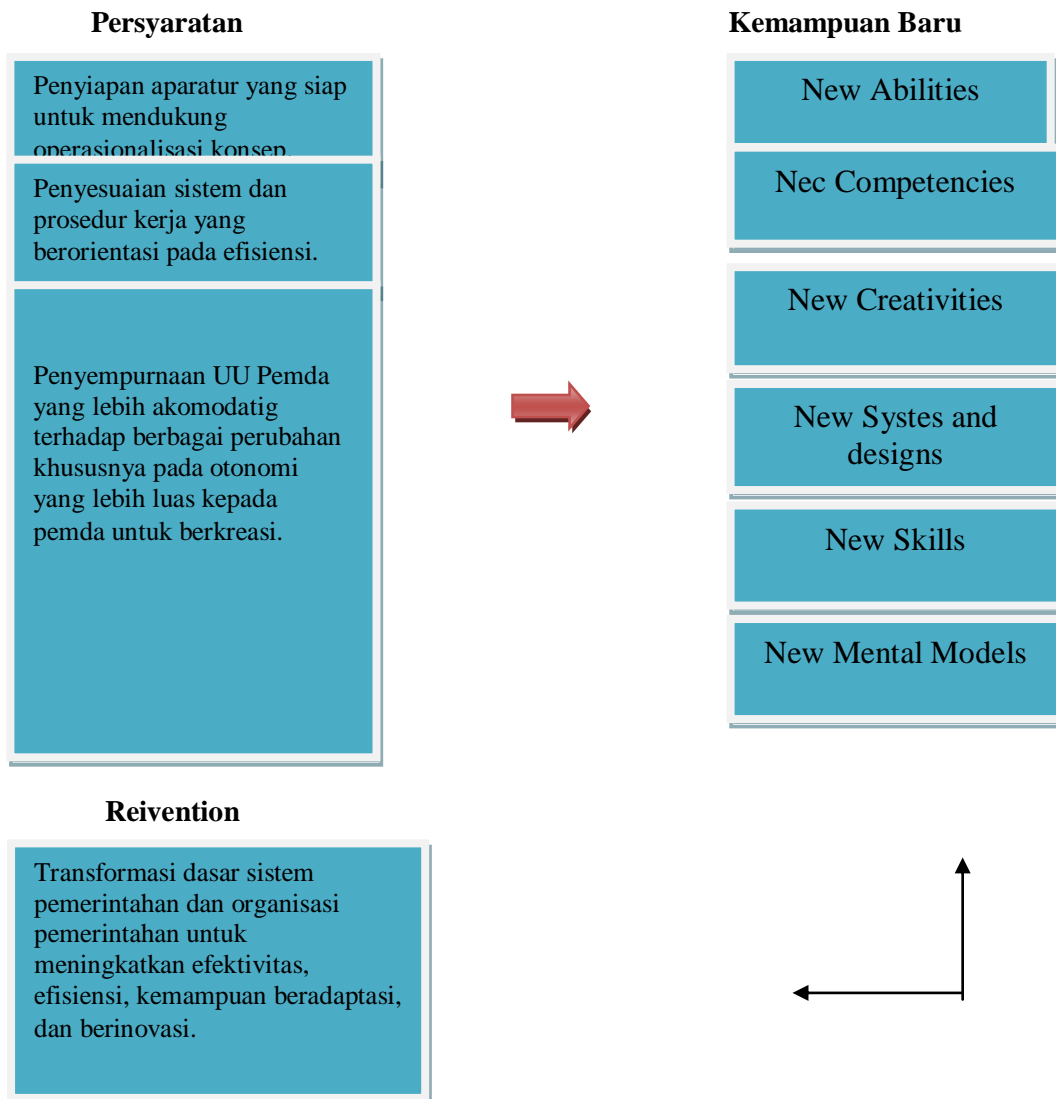 Persyaratan
Penyiapan aparatur yang siap
untuk mendukung
operasionalisasi konsep.
Penyesuaian sistem dan
prosedur kerja yang
berorientasi pada efisiensi.
Penyempurnaan UU Pemda
yang lebih akomodatig
terhadap berbagai perubahan
khususnya pada otonomi
yang lebih luas kepada
pemda untuk berkreasi.
Kemampuan Baru
New Abilities
Nec Competencies
New Creativities
New Systes and
designs
New Skills
New Mental Models
Reivention
Transformasi dasar sistem
pemerintahan dan organisasi
pemerintahan untuk
meningkatkan efektivitas,
efisiensi, kemampuan beradaptasi,
dan berinovasi.